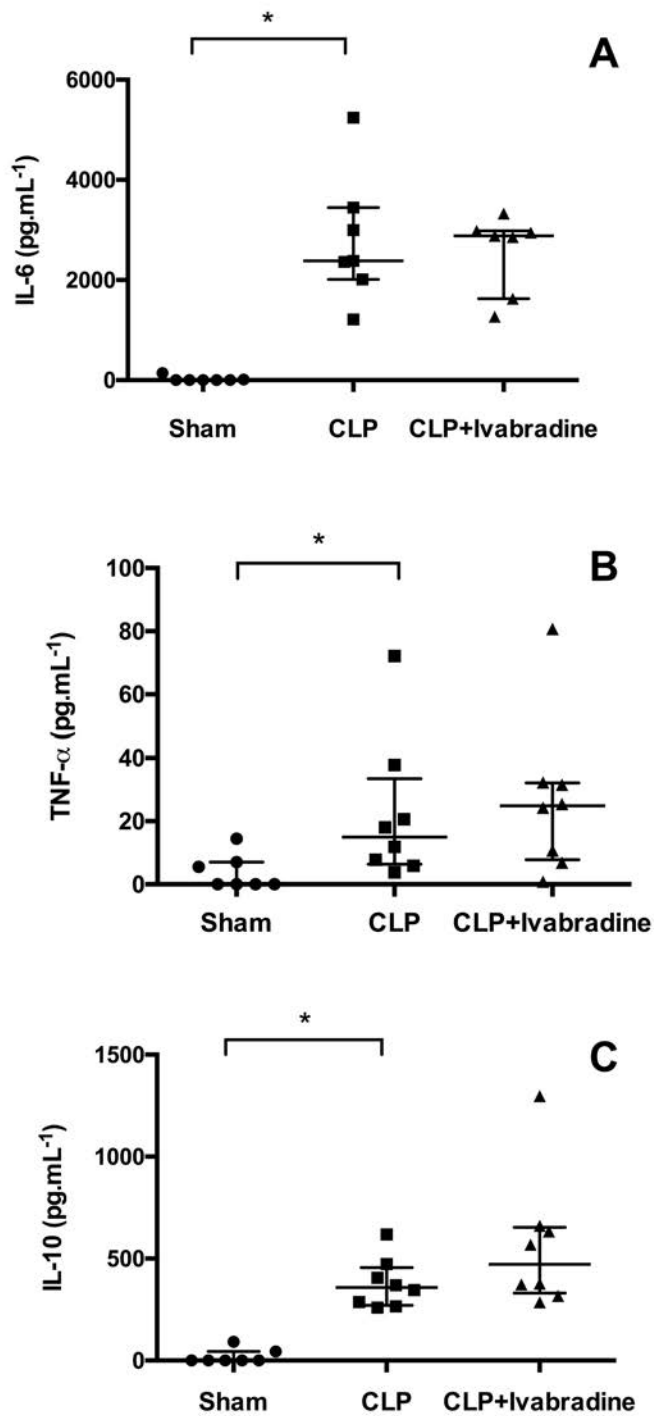 *
A
6000
4000
2000
0
IL-6 (pg.mL-1)
Sham CLP CLP+Ivabradine
*
B
100
80
60
40
20
0
TNF-α (pg.mL-1)
Sham CLP CLP+Ivabradine
*
C
1500
1000
500
0
IL-10 (pg.mL-1)
Sham CLP CLP+Ivabradine